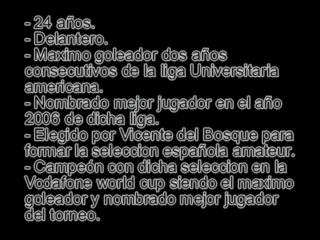 - 24 años.
- Delantero.
- Maximo goleador dos años
consecutivos de la liga Universitaria
americana.
- Nombrado mejor jugador en el año
2006 de dicha liga.
- Elegido por Vicente del Bosque para
formar la seleccion española amateur.
- Campeón con dicha seleccion en la
Vodafone world cup siendo el maximo
goleador y nombrado mejor jugador
del torneo.